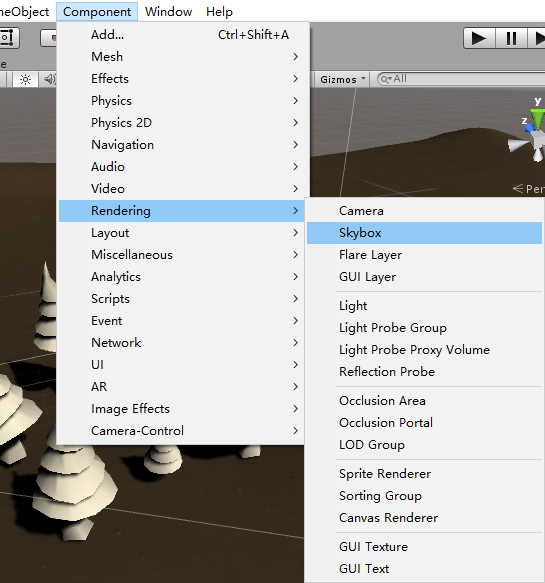 neObject Component Window Help
Add... Ctrl+Shift+A
Mesh
Effects
Physics
Physics 2D
Navigation
Audio
Video
Rendering
Layout
Miscellaneous
Analytics
Scripts
Event
Network
UI
AR
Image Effects
Camera-Control
Gizmos All
y
z
Per
Camera
Skybox
Flare Layer
GUI Layer
Light
Light Probe Group
Light Probe Proxy Volume
Reflection Probe
Occlusion Area
Occlusion Portal
LOD Group
Sprite Renderer
Sorting Group
Canvas Renderer
GUI Texture
GUI Text